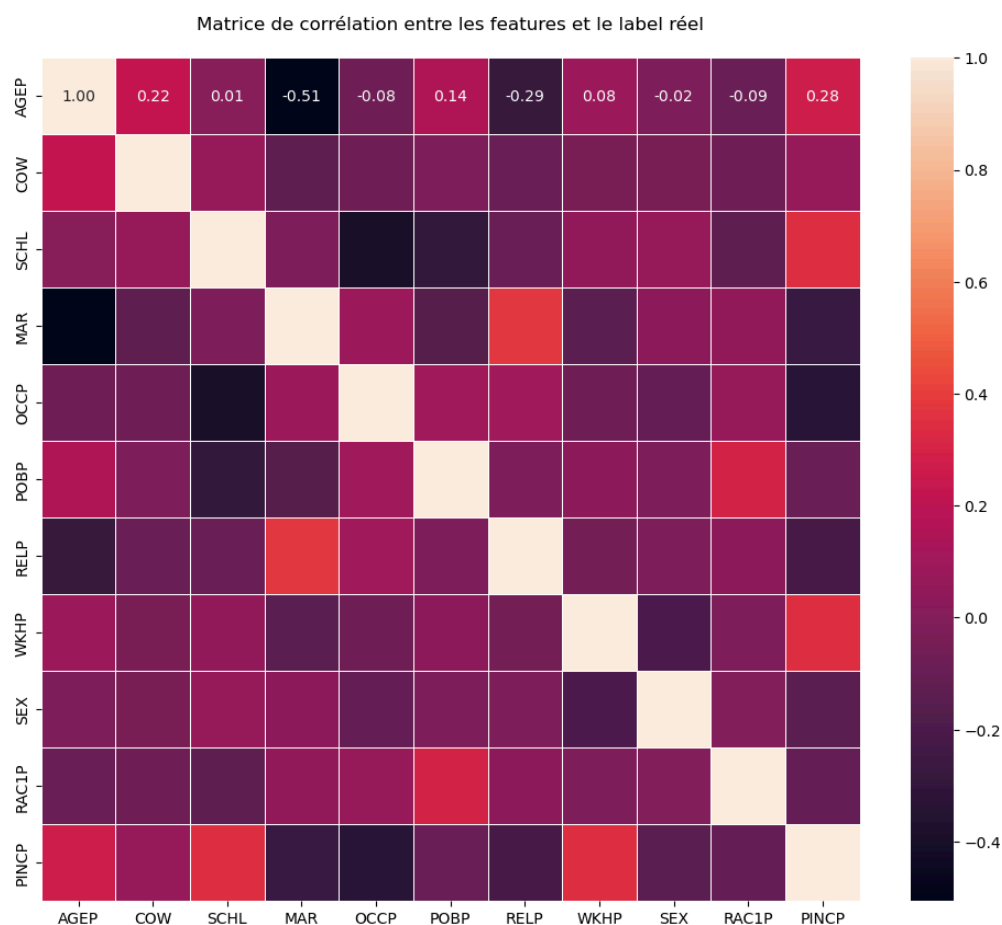 Matrice de corrélation entre les features et le label réel
AGEP 1.00 0.22 0.01 -0.51 -0.08 0.14 -0.29 0.08 -0.02 -0.09 0.28
COW
SCHL
MAR
OCCP
POBP
RELP
WKHP
SEX
RAC1P
PINCP
AGEP COW SCHL MAR OCCP POBP RELP WKHP SEX RAC1P PINCP
1.0
0.8
0.6
0.4
0.2
0.0
−0.2
−0.4